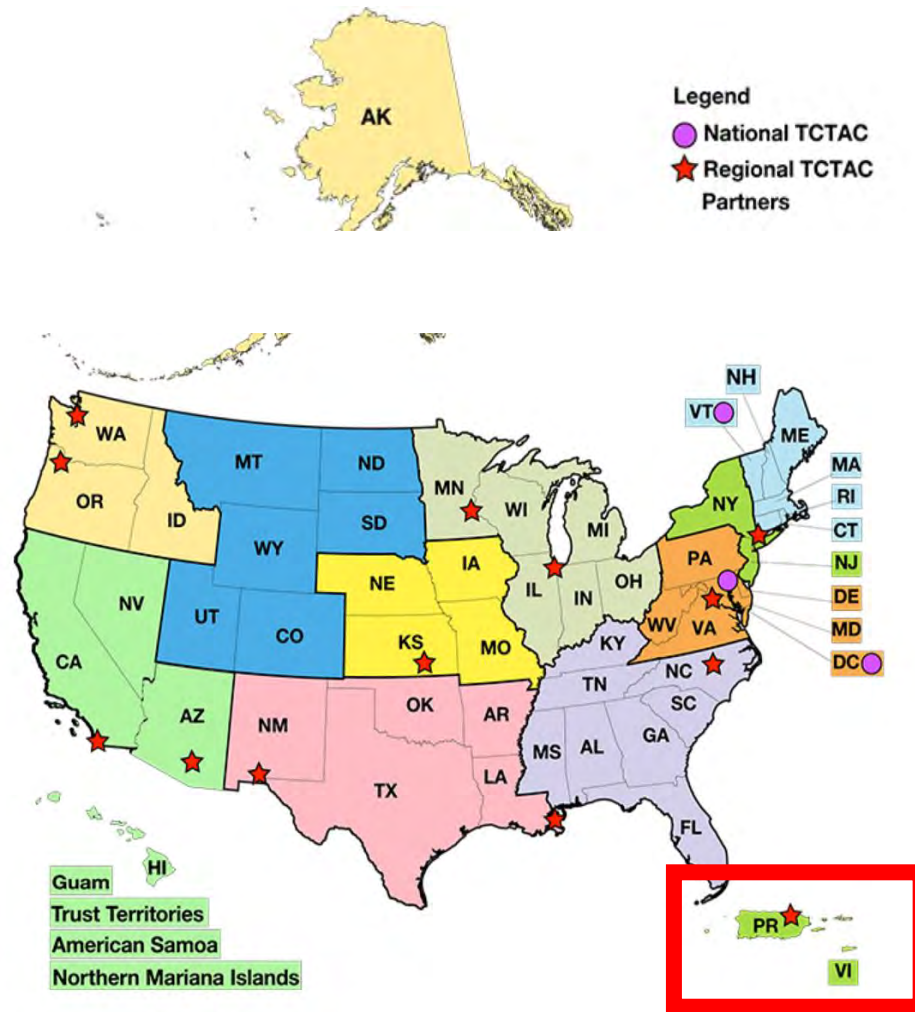 AK
Legend
National TCTAC
Regional TCTAC
Partners
NH
VT
ME
WA
MT
ND
MN
MA
OR
ID
SD
WI
MI
NY
RI
CT
WY
NJ
NE
IA
PA
DE
NV
UT
CO
IL
IN
OH
WV
VA
MD
DC
CA
KS
MO
KY
NC
TN
AZ
NM
OK
AR
SC
MS
AL
GA
TX
LA
FL
HI
Guam
Trust Territories
American Samoa
Northern Mariana Islands
PR
VI